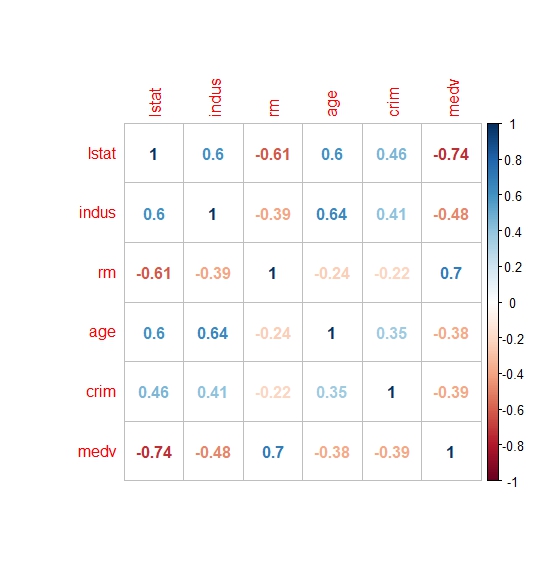 lstat indus rm age crim medv
lstat 1 0.6 -0.61 0.6 0.46 -0.74
indus 0.6 1 -0.39 0.64 0.41 -0.48
rm -0.61 -0.39 1 -0.24 -0.22 0.7
age 0.6 0.64 -0.24 1 0.35 -0.38
crim 0.46 0.41 -0.22 0.35 1 -0.39
medv -0.74 -0.48 0.7 -0.38 -0.39 1
1
0.8
0.6
0.4
0.2
0
-0.2
-0.4
-0.6
-0.8
-1